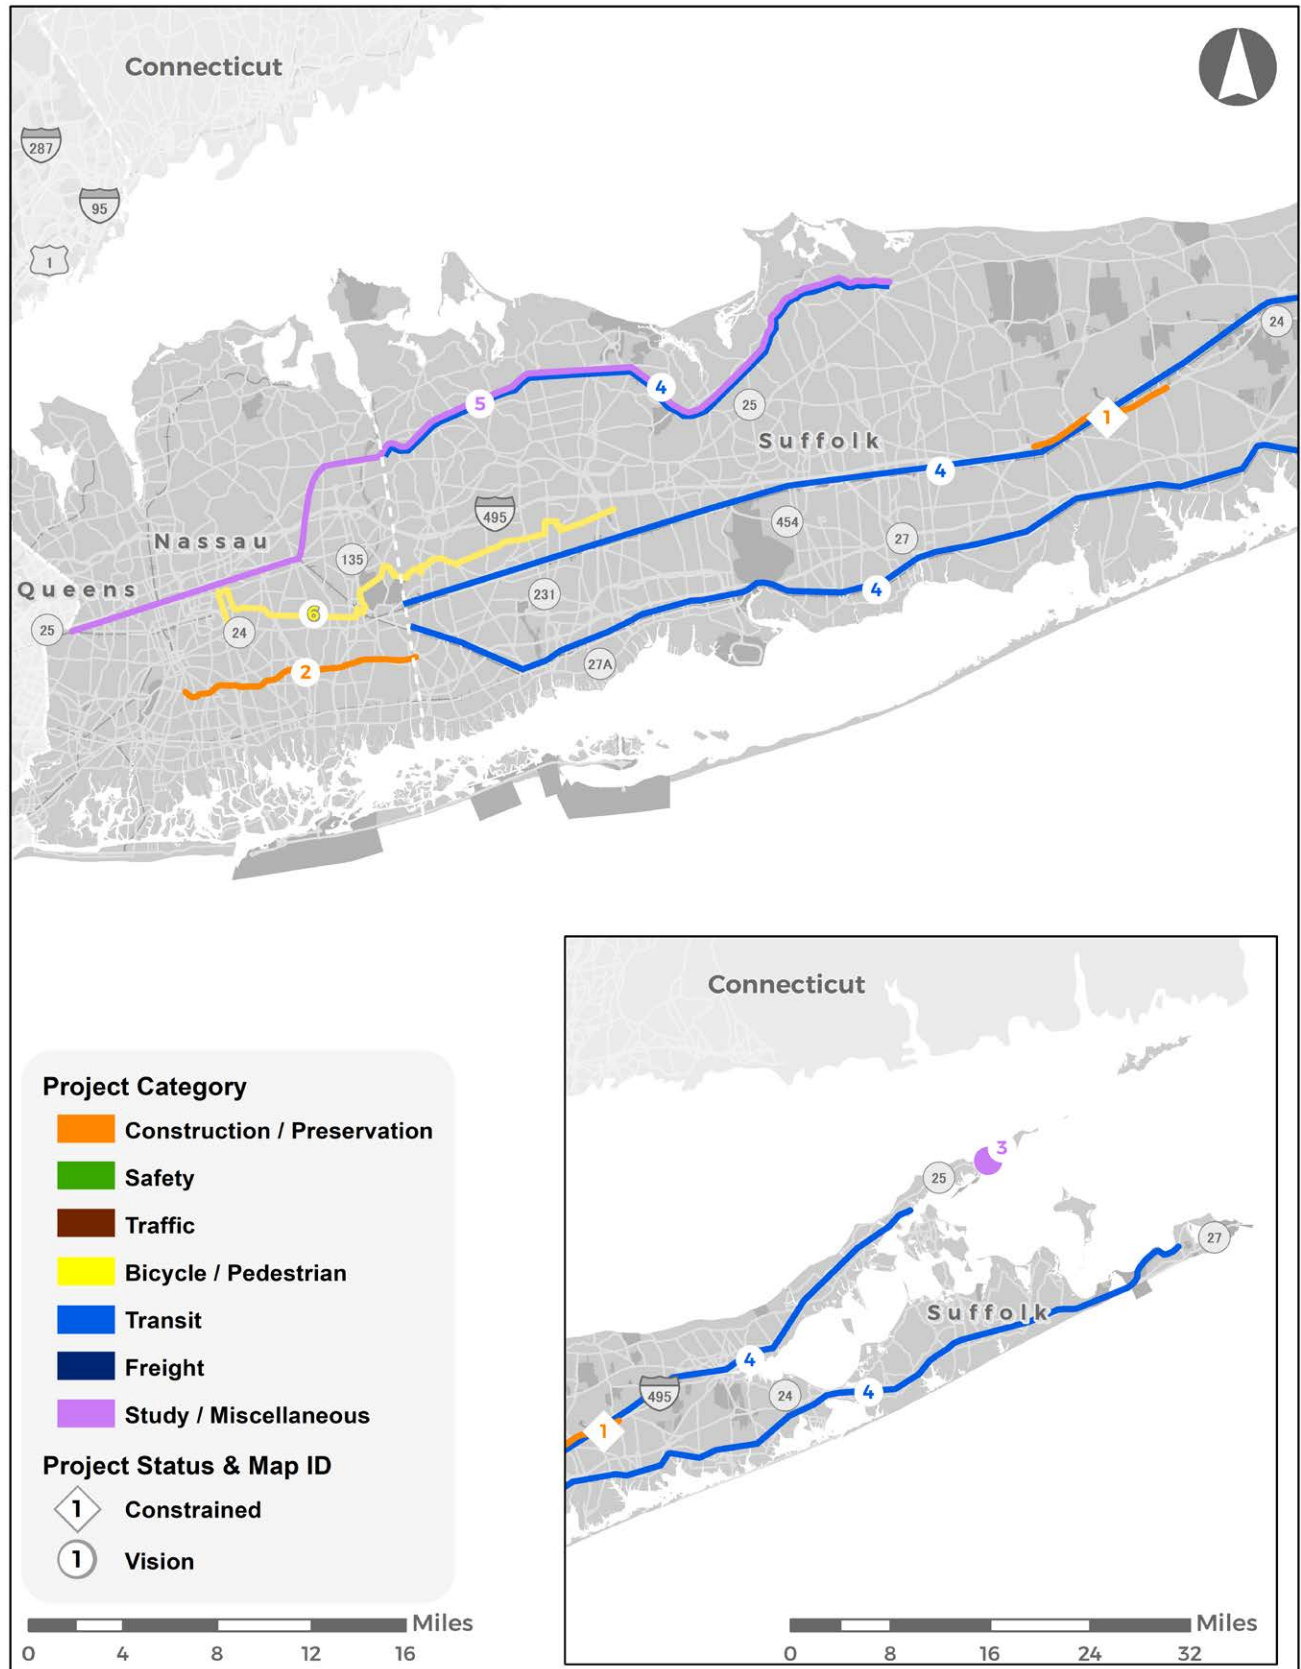 Connecticut
287
95
1
5
4
25
24
1
Suffolk
4
495
454
Nassau
135
27
Queens
231
4
6
25
24
27A
2
Connecticut
3
25
27
Suffolk
4
495
24
4
1
Project Category
Construction / Preservation
Safety
Traffic
Bicycle / Pedestrian
Transit
Freight
Study / Miscellaneous
Project Status & Map ID
1 Constrained
1 Vision
Miles
0 4 8 12 16
Miles
0 8 16 24 32